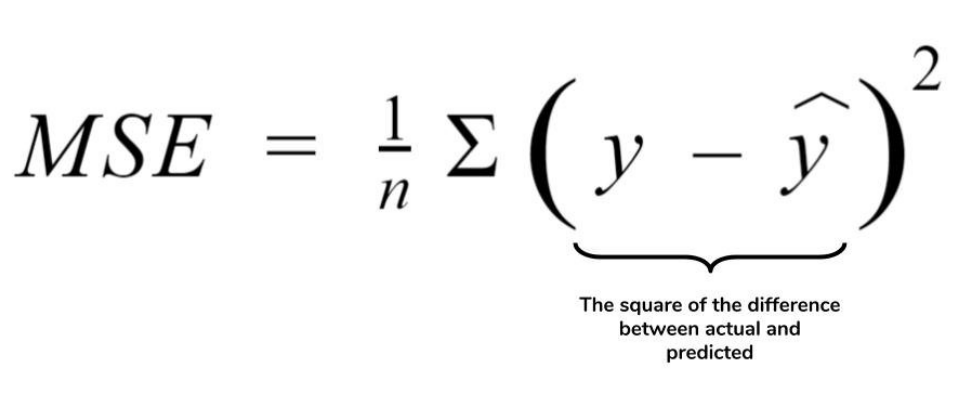 MSE = 1/n Σ (y − ŷ)²
The square of the difference
between actual and
predicted